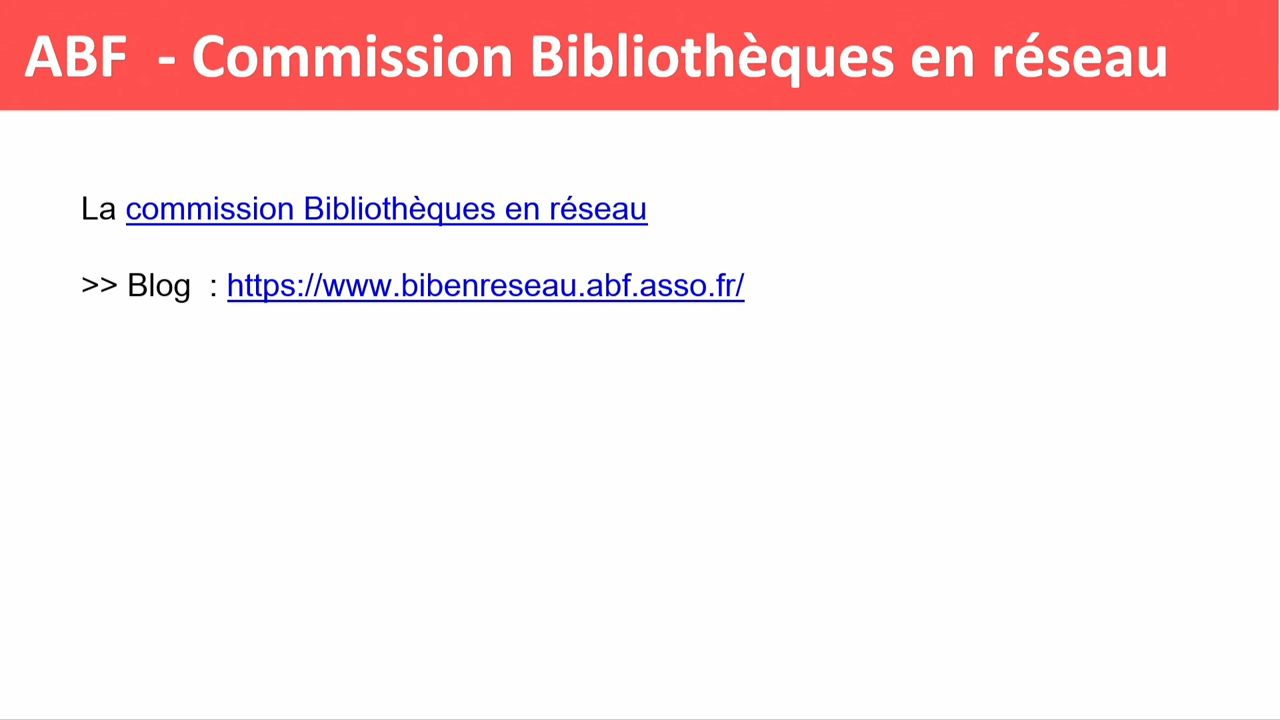 ABF - Commission Bibliothèques en réseau
La commission Bibliothèques en réseau
>> Blog : https://www.bibenreseau.abf.asso.fr/